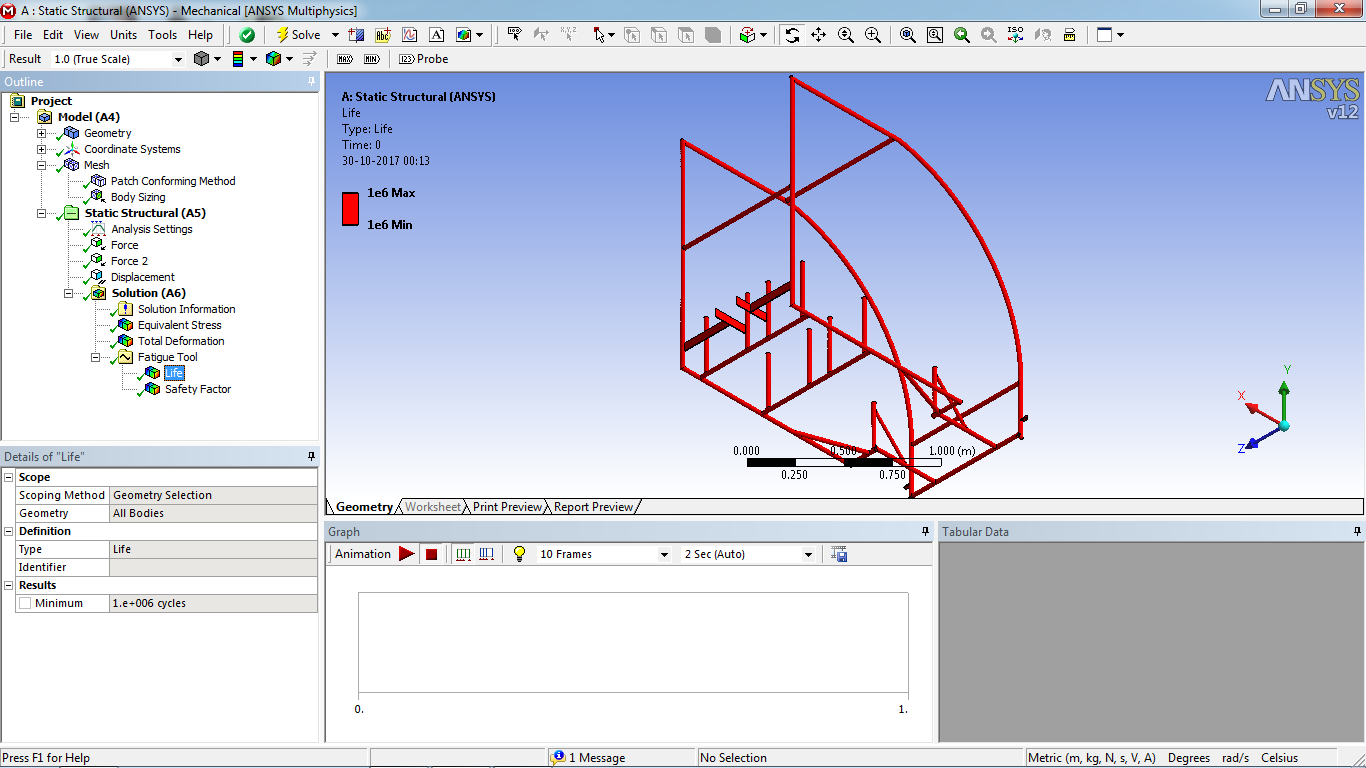 A : Static Structural (ANSYS) - Mechanical [ANSYS Multiphysics]
File Edit View Units Tools Help Solve
Result 1.0 (True Scale) MAX MIN 123 Probe
ISO
Outline
Project
Model (A4)
Geometry
Coordinate Systems
Mesh
Patch Conforming Method
Body Sizing
Static Structural (A5)
Analysis Settings
Force
Force 2
Displacement
Solution (A6)
Solution Information
Equivalent Stress
Total Deformation
Fatigue Tool
Life
Safety Factor
Details of "Life"
Scope
Scoping Method Geometry Selection
Geometry All Bodies
Definition
Type Life
Identifier
Results
Minimum 1.e+006 cycles
A: Static Structural (ANSYS)
Life
Type: Life
Time: 0
30-10-2017 00:13
1e6 Max
1e6 Min
ANSYS
v12
Y
X
Z
0.000 0.500 1.000 (m)
0.250 0.750
Geometry Worksheet Print Preview Report Preview
Graph
Animation 10 Frames 2 Sec (Auto)
0. 1.
Tabular Data
Press F1 for Help 1 Message No Selection Metric (m, kg, N, s, V, A) Degrees rad/s Celsius